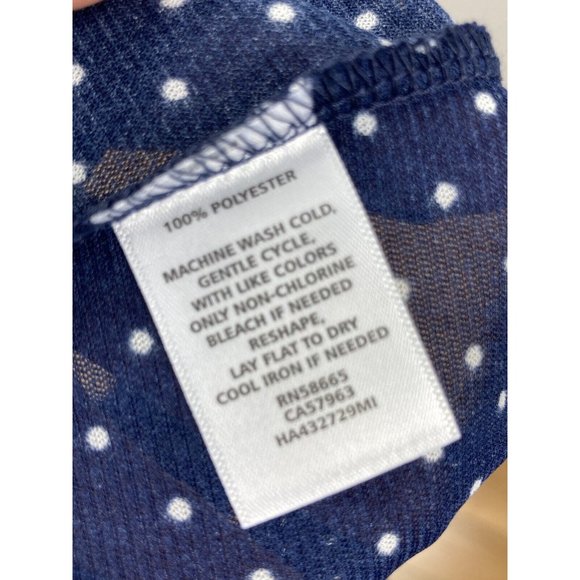 100% POLYESTER
MACHINE WASH COLD,
GENTLE CYCLE,
WITH LIKE COLORS
ONLY NON-CHLORINE
BLEACH IF NEEDED
RESHAPE,
LAY FLAT TO DRY
COOL IRON IF NEEDED
RN58665
CA57963
HA432729MI